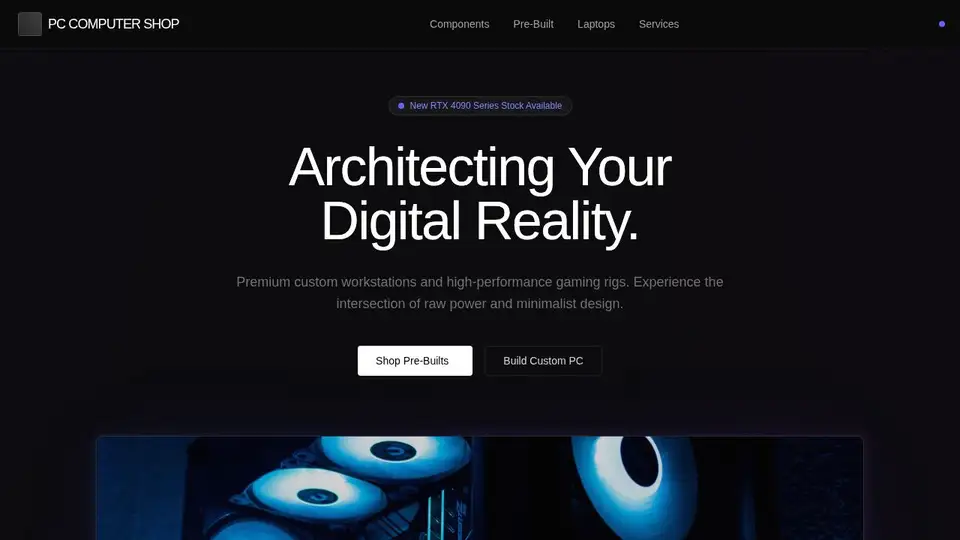 PC COMPUTER SHOP
Components
Pre-Built
Laptops
Services
New RTX 4090 Series Stock Available
Architecting Your
Digital Reality.
Premium custom workstations and high-performance gaming rigs. Experience the
intersection of raw power and minimalist design.
Shop Pre-Builts
Build Custom PC